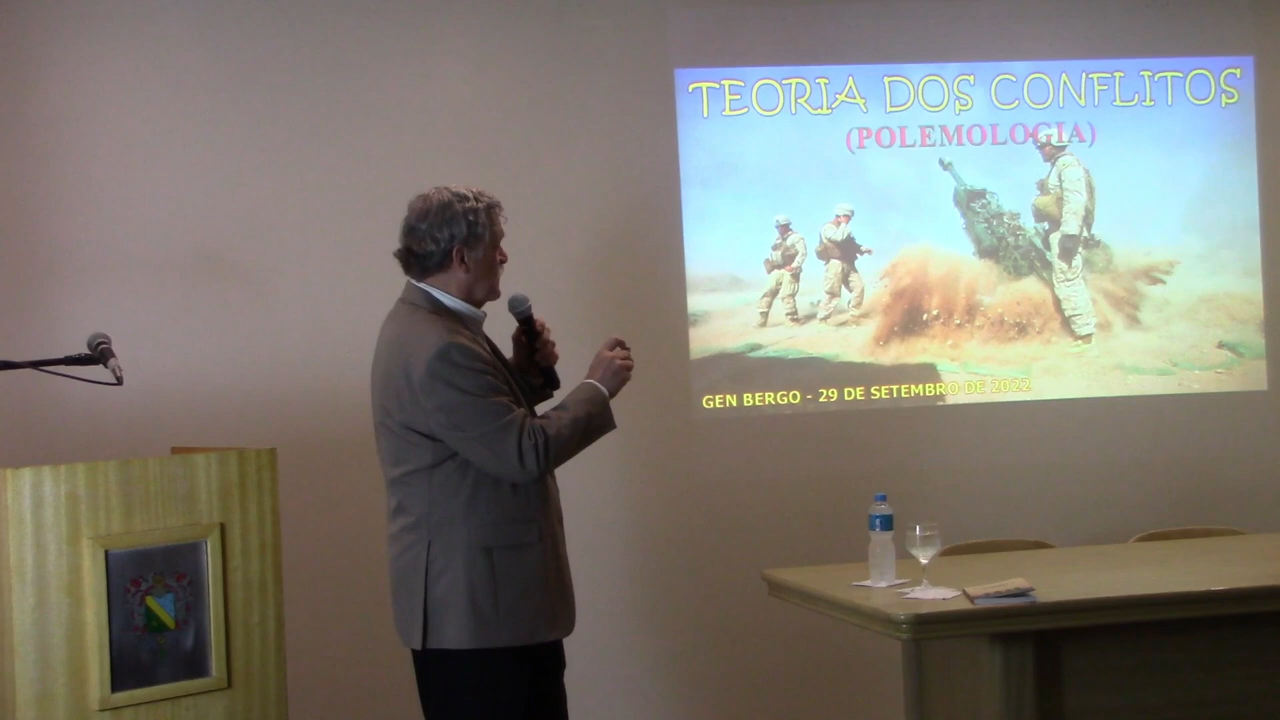 TEORIA DOS CONFLITOS
(POLEMOLOGIA)
GEN BERGO - 29 DE SETEMBRO DE 2022